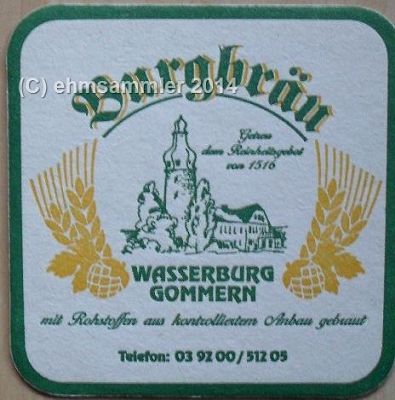 (C) ehmsammler 2014
Burgbräu
Getreu
dem Reinheitsgebot
von 1516
WASSERBURG
GOMMERN
mit Rohstoffen aus kontrolliertem Anbau gebraut
Telefon: 03 92 00 / 512 05